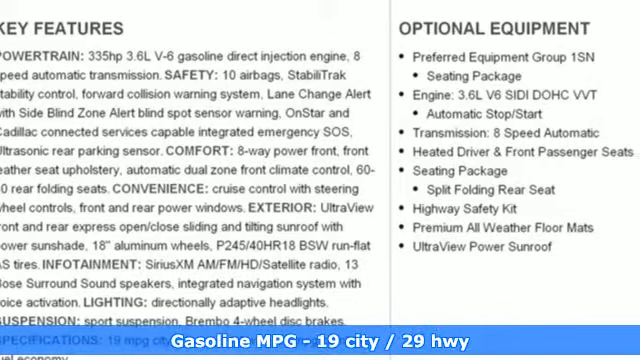 KEY FEATURES
POWERTRAIN: 335hp 3.6L V-6 gasoline direct injection engine, 8
speed automatic transmission. SAFETY: 10 airbags, StabiliTrak
stability control, forward collision warning system, Lane Change Alert
with Side Blind Zone Alert blind spot sensor warning, OnStar and
Cadillac connected services capable integrated emergency SOS,
Ultrasonic rear parking sensor. COMFORT: 8-way power front, front
leather seat upholstery, automatic dual zone front climate control, 60-
0 rear folding seats. CONVENIENCE: cruise control with steering
wheel controls, front and rear power windows. EXTERIOR: UltraView
front and rear express open/close sliding and tilting sunroof with
power sunshade, 18" aluminum wheels, P245/40HR18 BSW run-flat
AS tires. INFOTAINMENT: SiriusXM AM/FM/HD/Satellite radio, 13
Bose Surround Sound speakers, integrated navigation system with
voice activation. LIGHTING: directionally adaptive headlights.
SUSPENSION: sport suspension, Brembo 4-wheel disc brakes.
SPECIFICATIONS: 19 mpg
fuel economy
OPTIONAL EQUIPMENT
• Preferred Equipment Group 1SN
• Seating Package
• Engine: 3.6L V6 SIDI DOHC VVT
• Automatic Stop/Start
• Transmission: 8 Speed Automatic
• Heated Driver & Front Passenger Seats
• Seating Package
• Split Folding Rear Seat
• Highway Safety Kit
• Premium All Weather Floor Mats
• UltraView Power Sunroof
Gasoline MPG - 19 city / 29 hwy